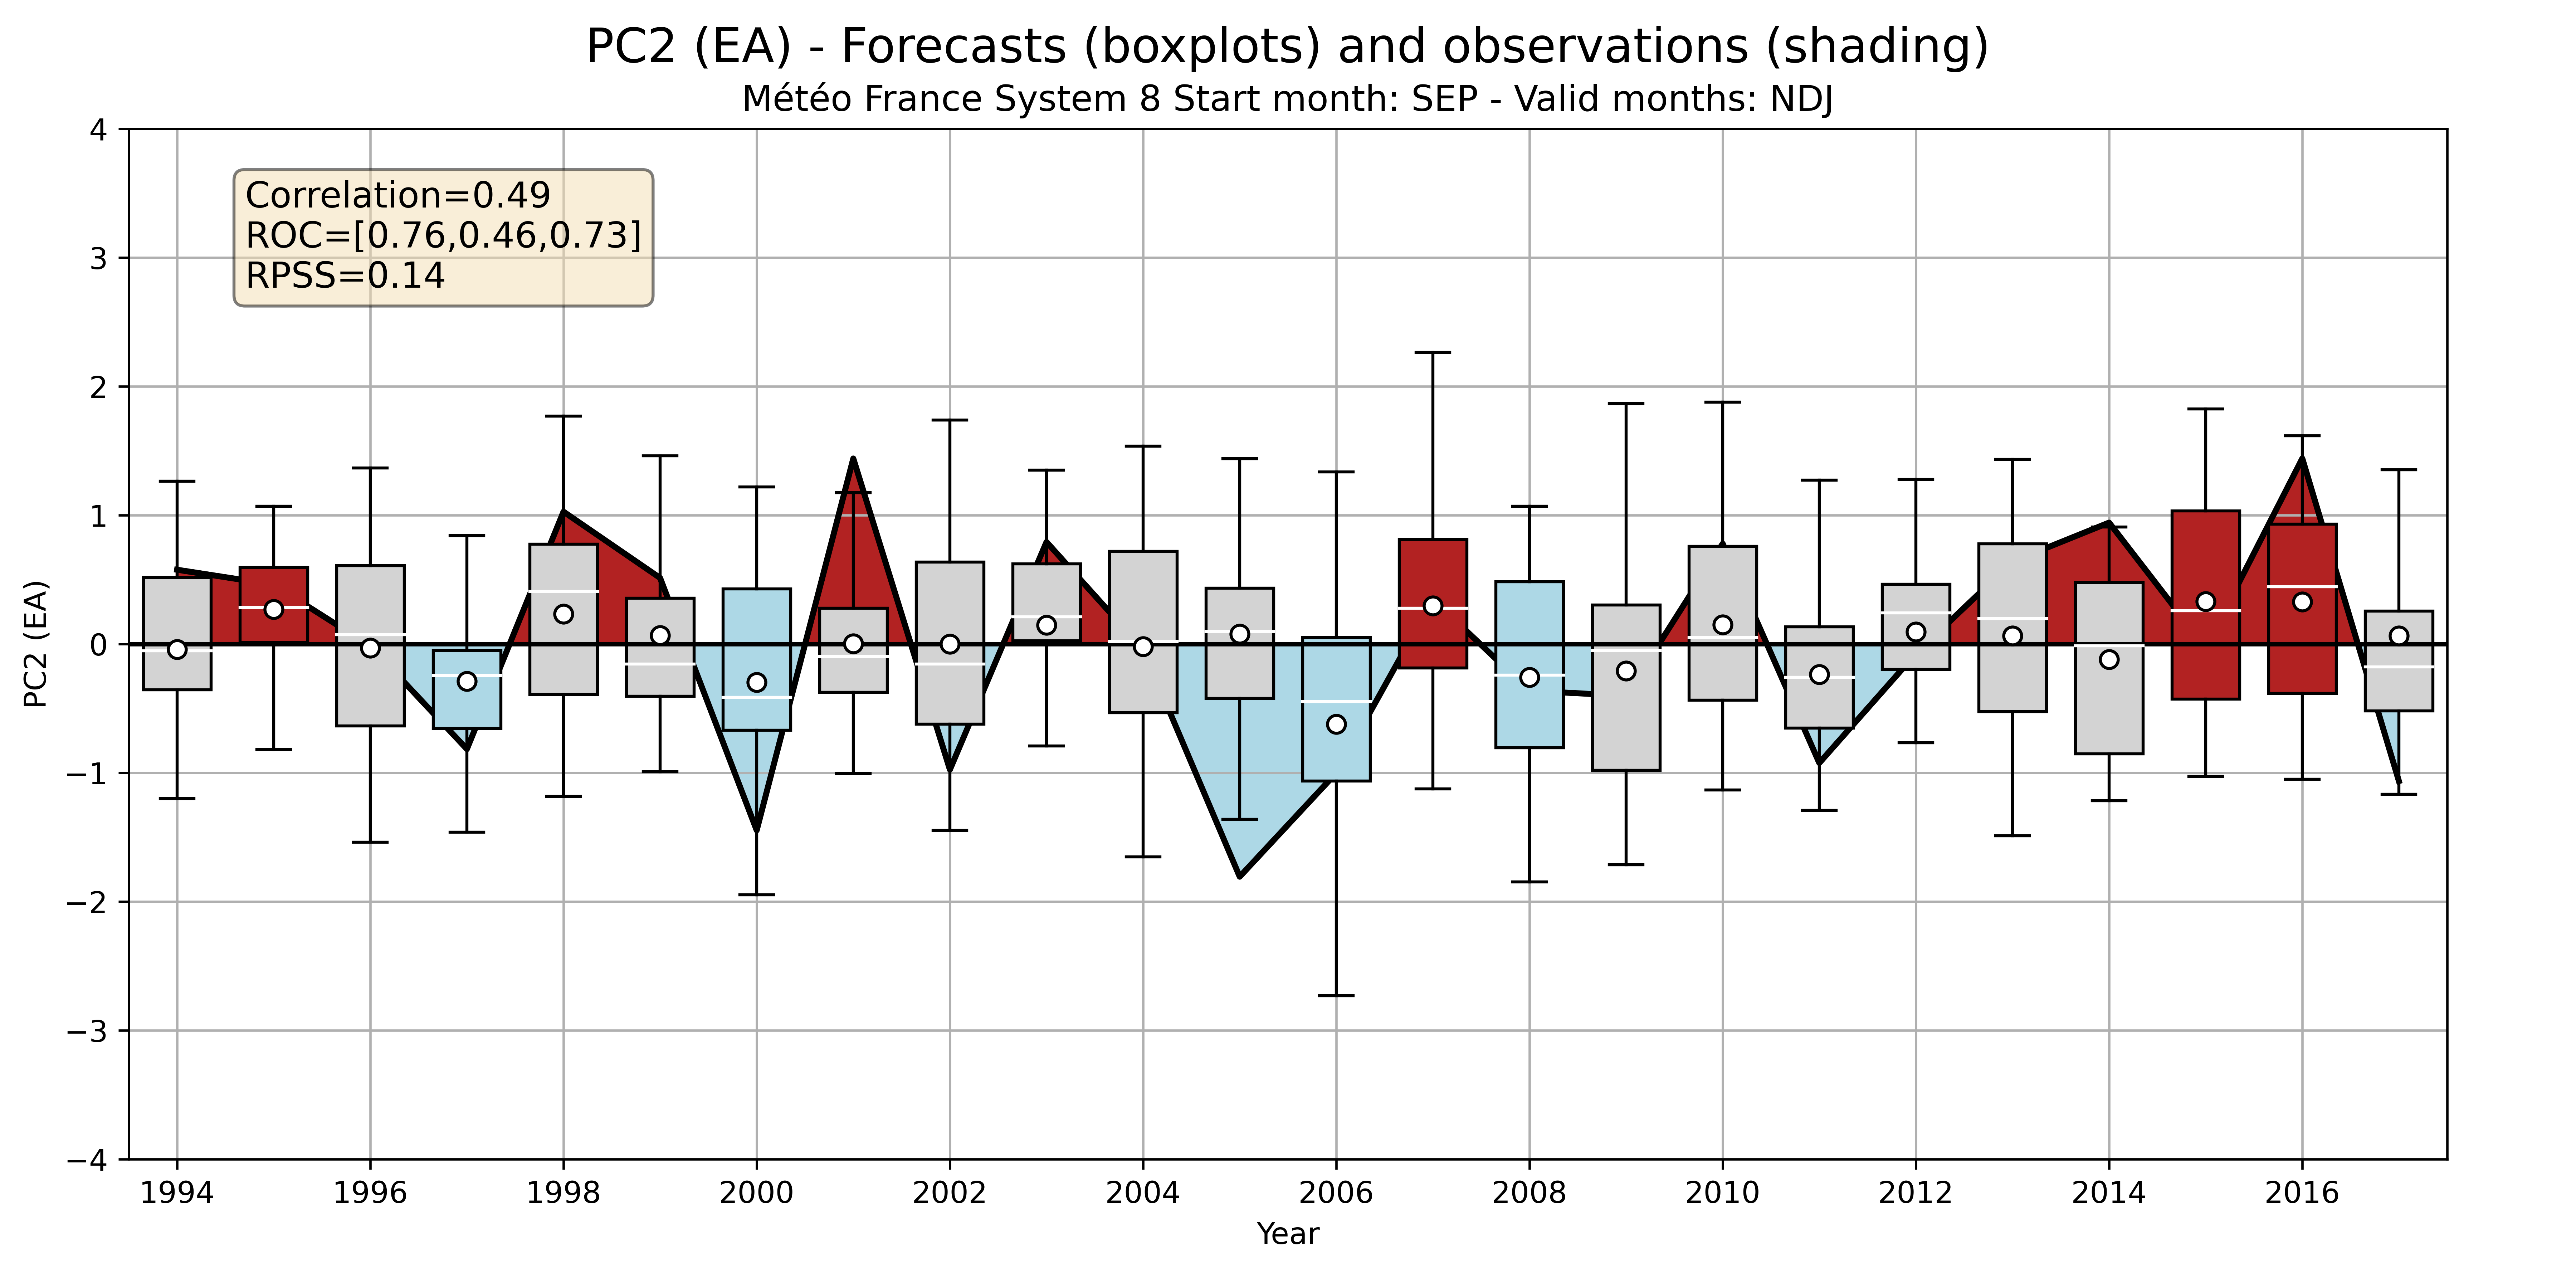 PC2 (EA) - Forecasts (boxplots) and observations (shading)
Météo France System 8 Start month: SEP - Valid months: NDJ
Correlation=0.49
ROC=[0.76,0.46,0.73]
RPSS=0.14
PC2 (EA)
4
3
2
1
0
−1
−2
−3
−4
1994 1996 1998 2000 2002 2004 2006 2008 2010 2012 2014 2016
Year